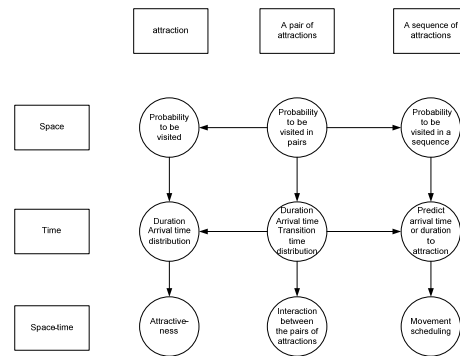 attraction
A pair of
attractions
A sequence of
attractions
Space
Probability
to be
visited
Probability
to be
visited in
pairs
Probability
to be
visited in a
sequence
Time
Duration
Arrival time
distribution
Duration
Arrival time
Transition
time
distribution
Predict
arrival time
or duration
to
attraction
Space-time
Attractive-
ness
Interaction
between
the pairs of
attractions
Movement
scheduling